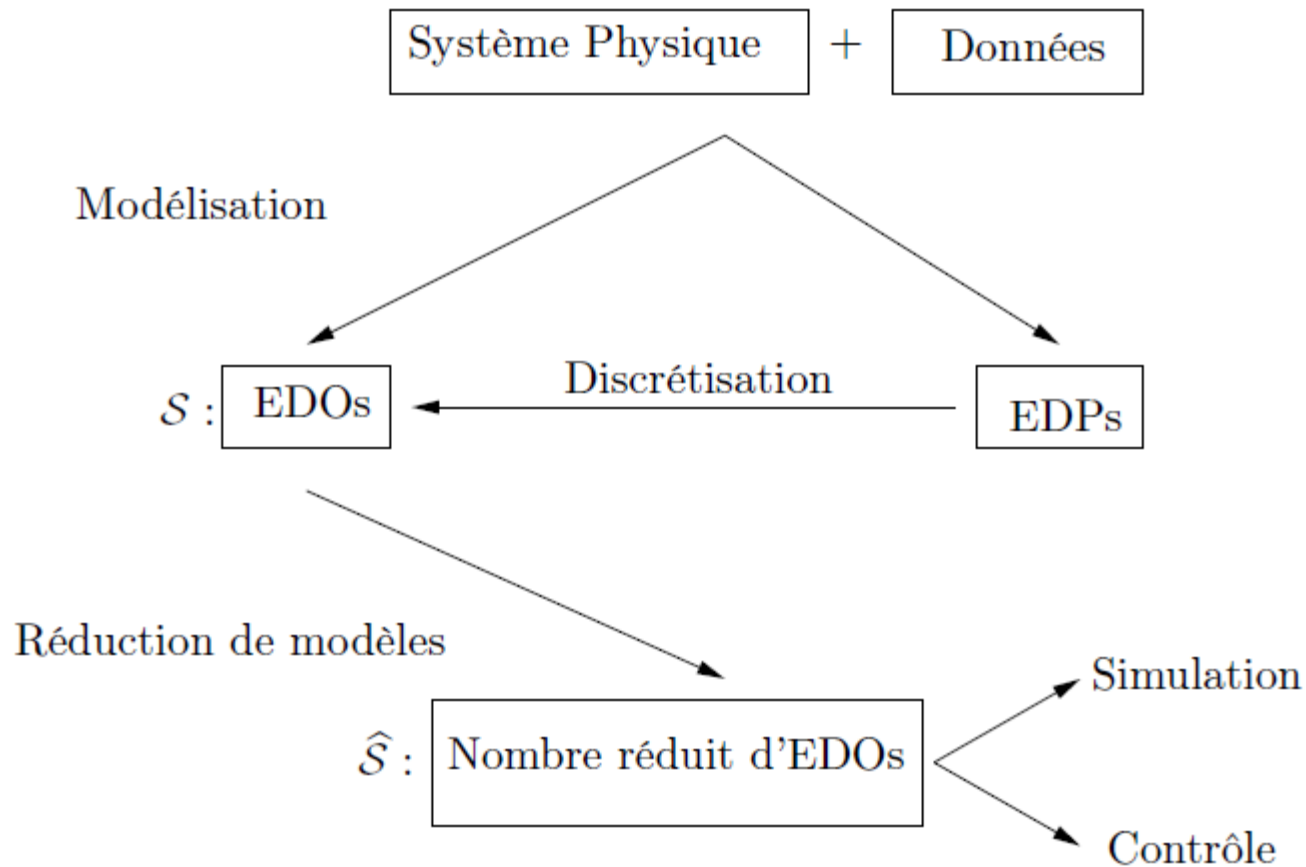 Système Physique + Données
Modélisation
Discrétisation
𝒮 : EDOs
EDPs
Réduction de modèles
Simulation
𝒮̂ : Nombre réduit d'EDOs
Contrôle